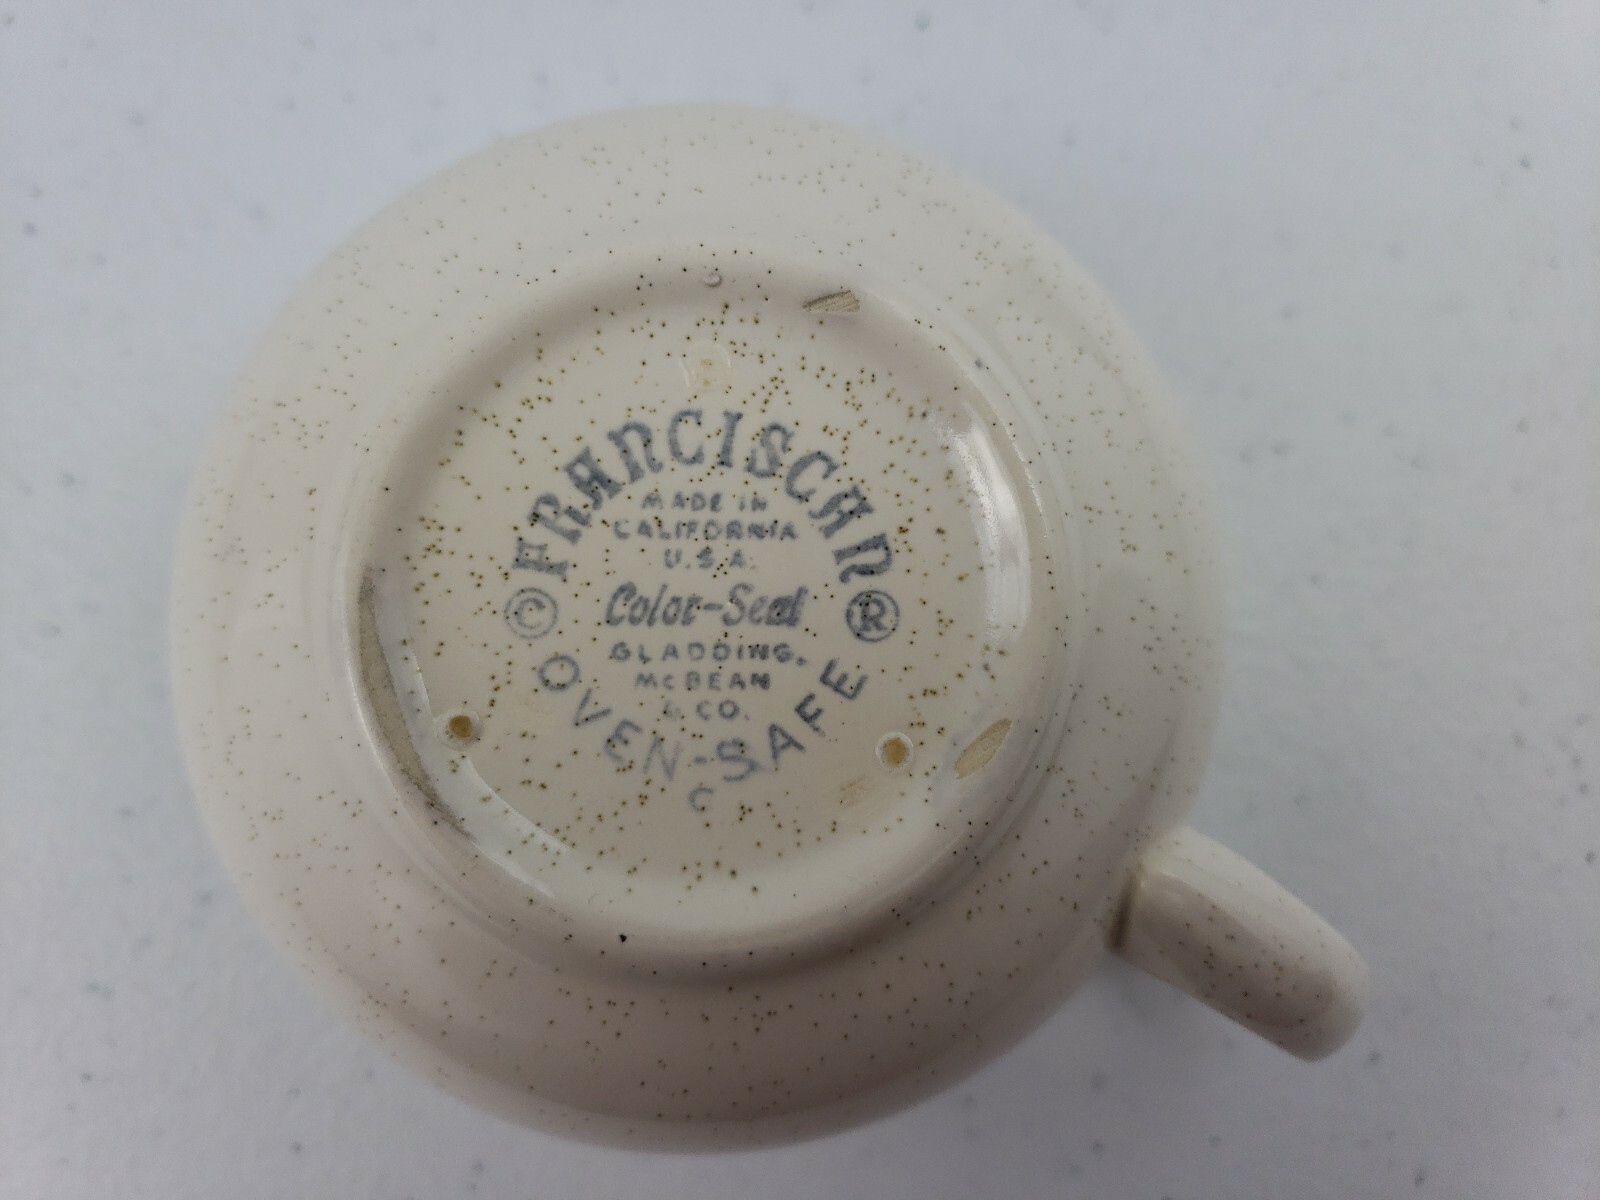 FRANCISCAN
MADE IN
CALIFORNIA
U.S.A.
© Color-Seal ®
GLADDING,
McBEAN
& CO.
OVEN-SAFE
C